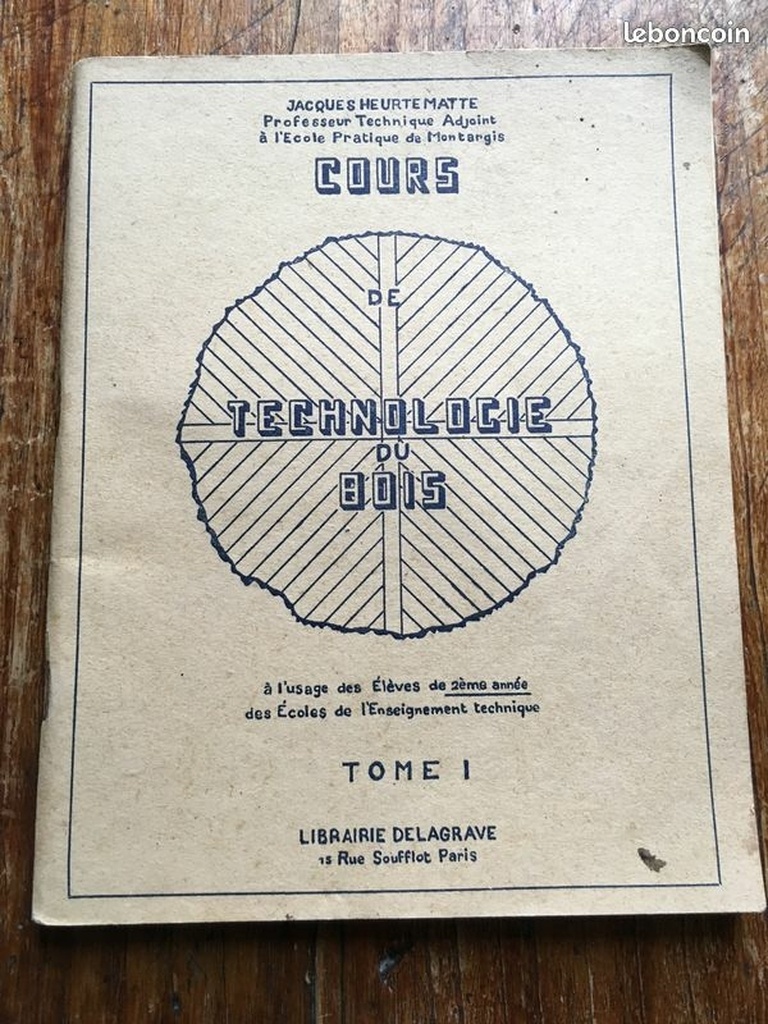 leboncoin
JACQUES HEURTEMATTE
Professeur Technique Adjoint
à l'Ecole Pratique de Montargis
COURS
DE
TECHNOLOGIE
DU
BOIS
à l'usage des Élèves de 2ème année
des Écoles de l'Enseignement technique
TOME I
LIBRAIRIE DELAGRAVE
15 Rue Soufflot Paris